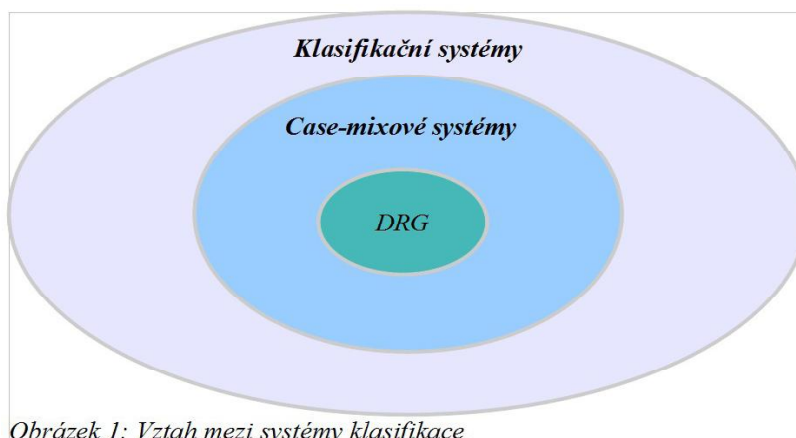 Klasifikační systémy
Case-mixové systémy
DRG
Obrázek 1: Vztah mezi systémy klasifikace